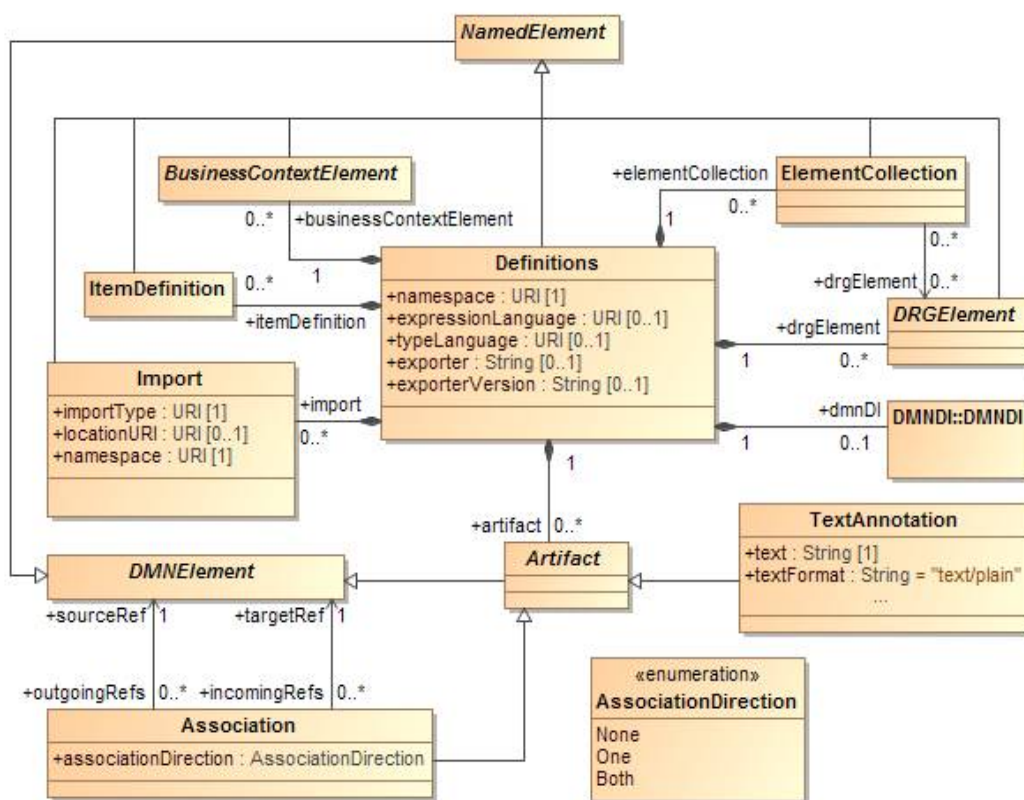 NamedElement
BusinessContextElement
0..*
+businessContextElement
1
+elementCollection
0..*
1
ElementCollection
0..*
+drgElement
0..*
ItemDefinition
0..*
+itemDefinition
Definitions
+namespace : URI [1]
+expressionLanguage : URI [0..1]
+typeLanguage : URI [0..1]
+exporter : String [0..1]
+exporterVersion : String [0..1]
+drgElement
1
0..*
DRGElement
Import
+importType : URI [1]
+locationURI : URI [0..1]
+namespace : URI [1]
+import
0..*
+dmnDI
1
0..1
DMNDI::DMNDI
1
+artifact
0..*
Artifact
TextAnnotation
+text : String [1]
+textFormat : String = "text/plain"
...
DMNElement
+sourceRef
1
+targetRef
1
+outgoingRefs
0..*
+incomingRefs
0..*
Association
+associationDirection : AssociationDirection
«enumeration»
AssociationDirection
None
One
Both